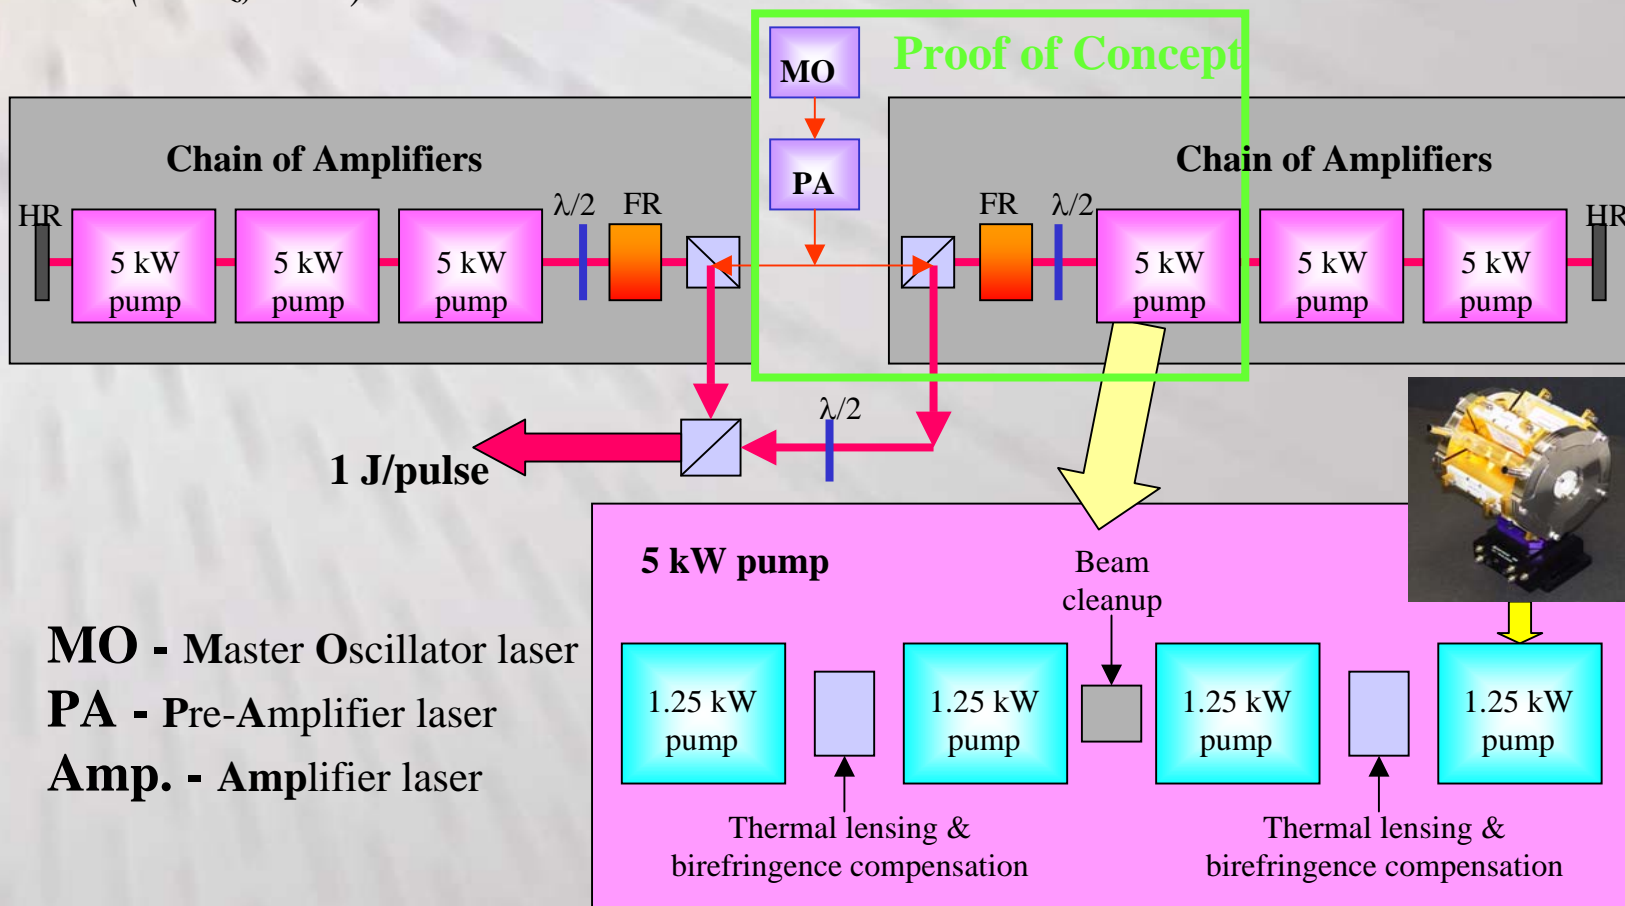 MO
Proof of Concept
PA
Chain of Amplifiers
Chain of Amplifiers
HR
λ/2
FR
FR
λ/2
HR
5 kW
pump
5 kW
pump
5 kW
pump
5 kW
pump
5 kW
pump
5 kW
pump
λ/2
1 J/pulse
5 kW pump
Beam
cleanup
MO - Master Oscillator laser
PA - Pre-Amplifier laser
Amp. - Amplifier laser
1.25 kW
pump
1.25 kW
pump
1.25 kW
pump
1.25 kW
pump
Thermal lensing &
birefringence compensation
Thermal lensing &
birefringence compensation